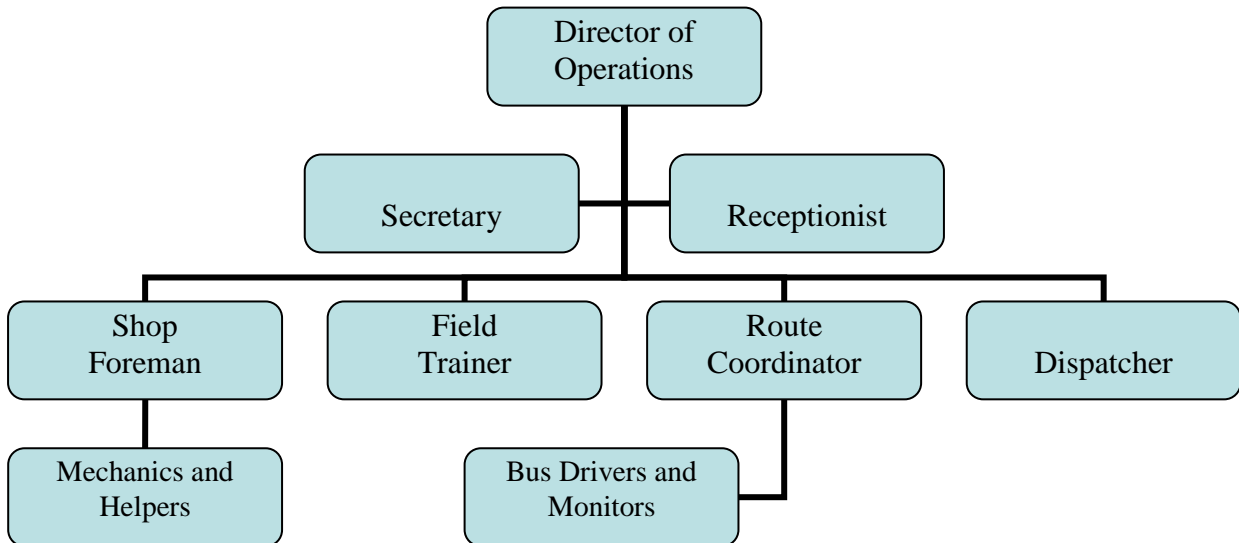 Director of
Operations
Secretary
Receptionist
Shop
Foreman
Field
Trainer
Route
Coordinator
Dispatcher
Mechanics and
Helpers
Bus Drivers and
Monitors